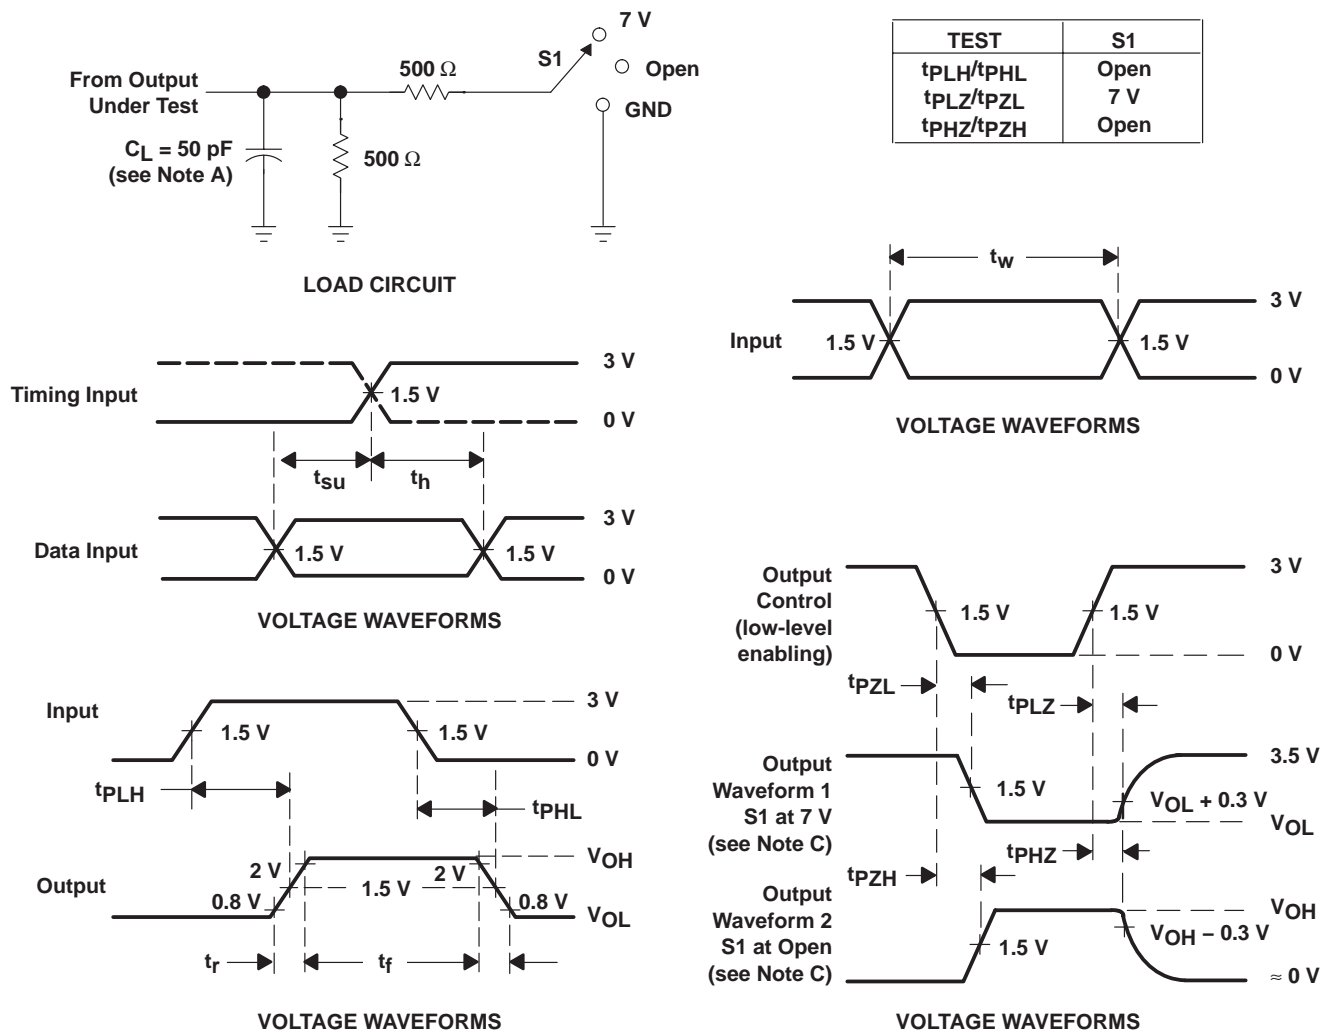 7 V
S1
Open
GND
500 Ω
From Output
Under Test
CL = 50 pF
(see Note A)
500 Ω
LOAD CIRCUIT
TEST S1
tPLH/tPHL Open
tPLZ/tPZL 7 V
tPHZ/tPZH Open
tw
3 V
Input 1.5 V 1.5 V
0 V
VOLTAGE WAVEFORMS
3 V
Timing Input 1.5 V
0 V
tsu th
3 V
Data Input 1.5 V 1.5 V
0 V
VOLTAGE WAVEFORMS
3 V
Input 1.5 V 1.5 V
0 V
tPLH
tPHL
VOH
2 V 2 V
Output 1.5 V
0.8 V 0.8 V
VOL
tr tf
VOLTAGE WAVEFORMS
Output
Control
(low-level
enabling)
3 V
1.5 V 1.5 V
0 V
tPZL
tPLZ
Output
Waveform 1
S1 at 7 V
(see Note C)
3.5 V
1.5 V
VOL + 0.3 V
VOL
tPHZ
tPZH
Output
Waveform 2
S1 at Open
(see Note C)
VOH
1.5 V
VOH – 0.3 V
≈ 0 V
VOLTAGE WAVEFORMS